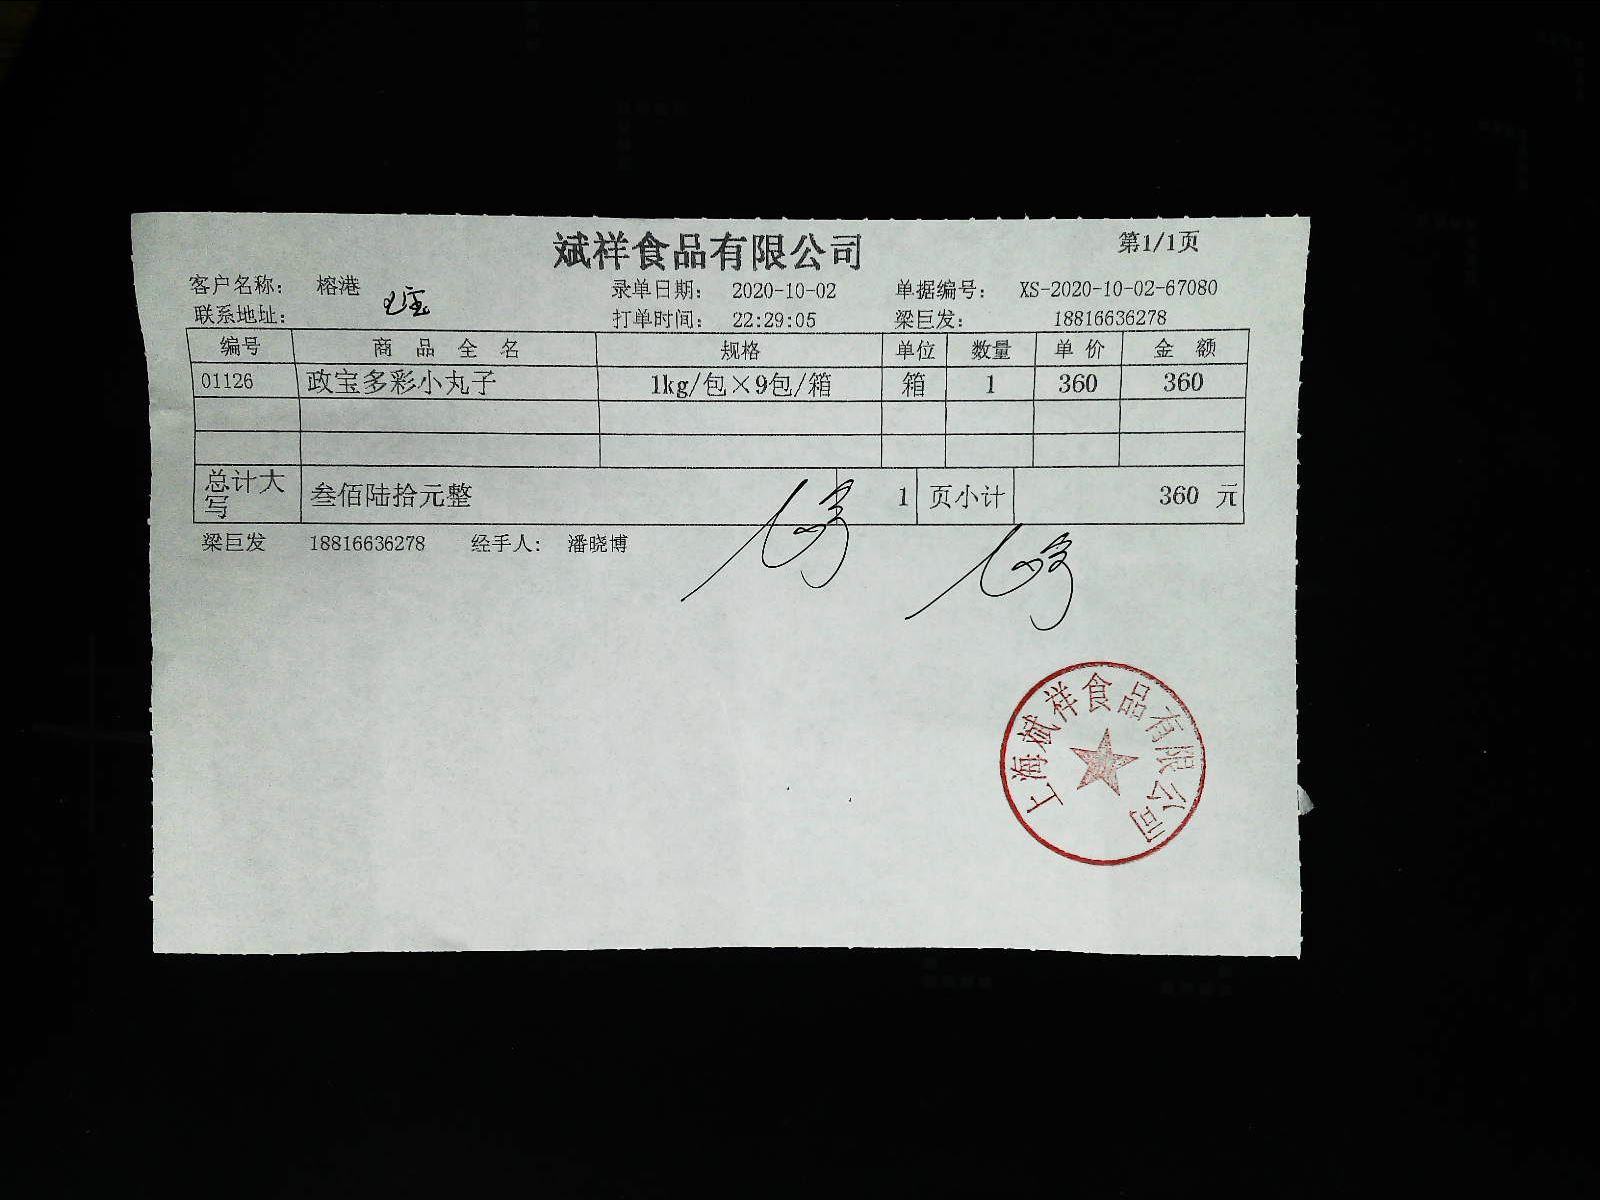 斌祥食品有限公司 第1/1页
客户名称： 榕港 录单日期： 2020-10-02 单据编号： XS-2020-10-02-67080
联系地址： 打单时间： 22:29:05 梁巨发： 18816636278
编号 商品全名 规格 单位 数量 单价 金额
01126 政宝多彩小丸子 1kg/包×9包/箱 箱 1 360 360
总计大写 叁佰陆拾元整 1 页小计 360 元
梁巨发 18816636278 经手人： 潘晓博
上海斌祥食品有限公司